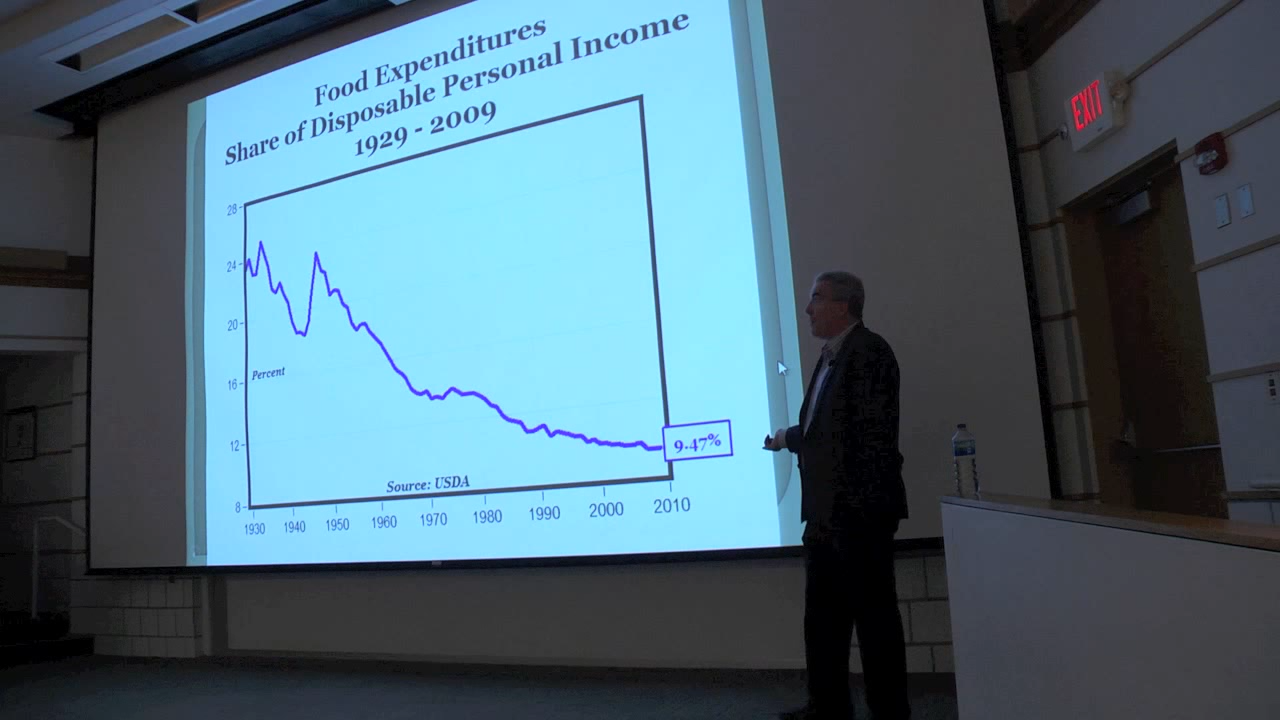 Food Expenditures
Share of Disposable Personal Income
1929 - 2009
28
24
20
16
Percent
12
9.47%
8
Source: USDA
1930 1940 1950 1960 1970 1980 1990 2000 2010
EXIT